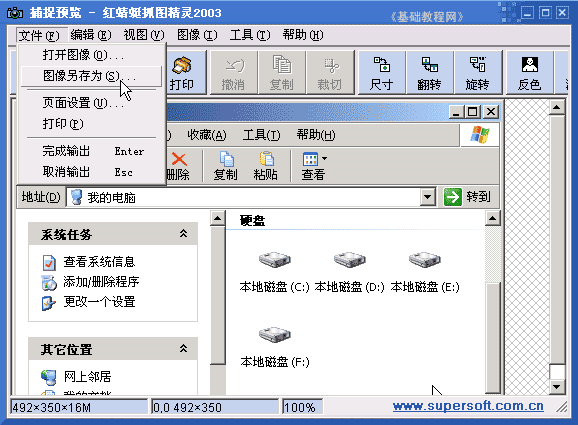 捕捉预览 - 红蜻蜓抓图精灵2003
《基础教程网》
文件(F) 编辑(E) 视图(V) 图像(I) 工具(T) 帮助(H)
打开图像(O)...
图像另存为(S)...
页面设置(U)...
打印(P)
完成输出 Enter
取消输出 Esc
打印 撤消 复制 裁切 尺寸 翻转 旋转 反色
) 收藏(A) 工具(T) 帮助(H)
删除 复制 粘贴 查看
地址(D) 我的电脑 转到
系统任务
查看系统信息
添加/删除程序
更改一个设置
其它位置
网上邻居
我的文档
硬盘
本地磁盘 (C:) 本地磁盘 (D:) 本地磁盘 (E:)
本地磁盘 (F:)
492×350×16M 0,0 492×350 100% www.supersoft.com.cn